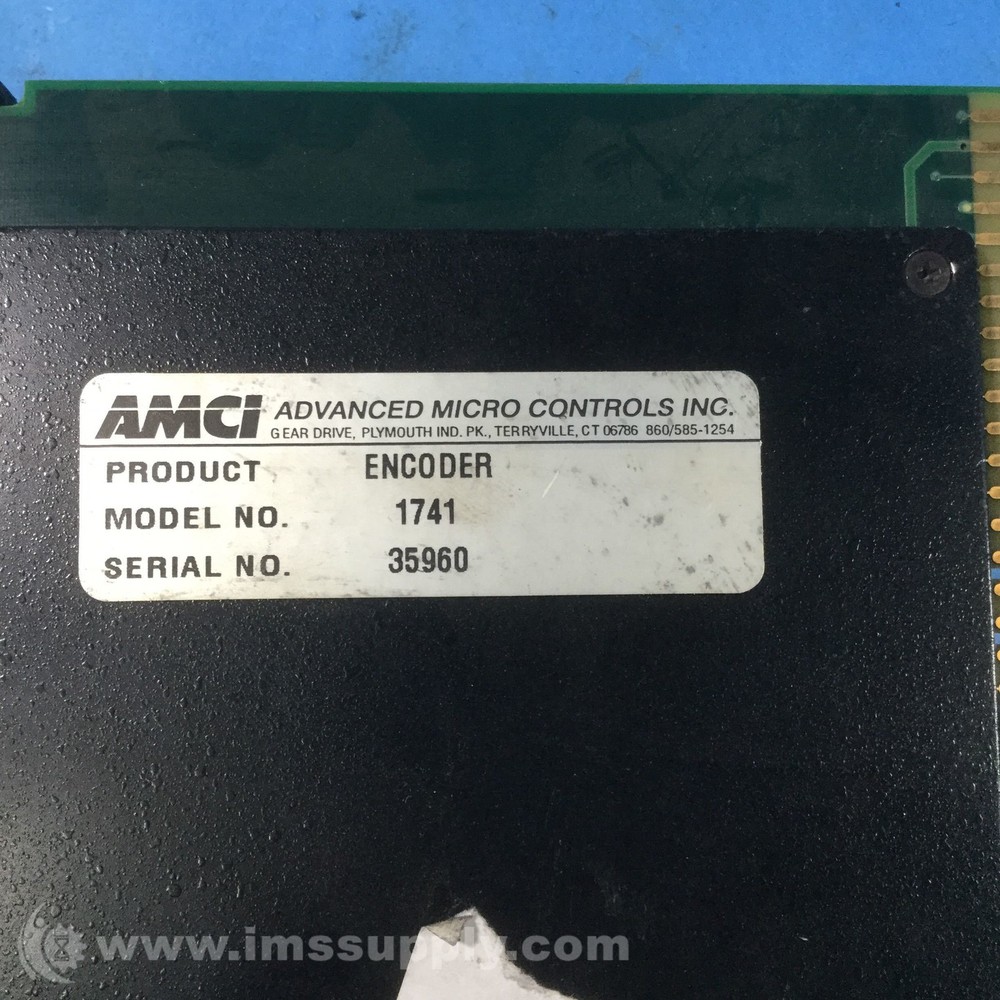 AMCI ADVANCED MICRO CONTROLS INC.
GEAR DRIVE, PLYMOUTH IND. PK., TERRYVILLE, CT 06786 860/585-1254
PRODUCT ENCODER
MODEL NO. 1741
SERIAL NO. 35960
www.imssupply.com